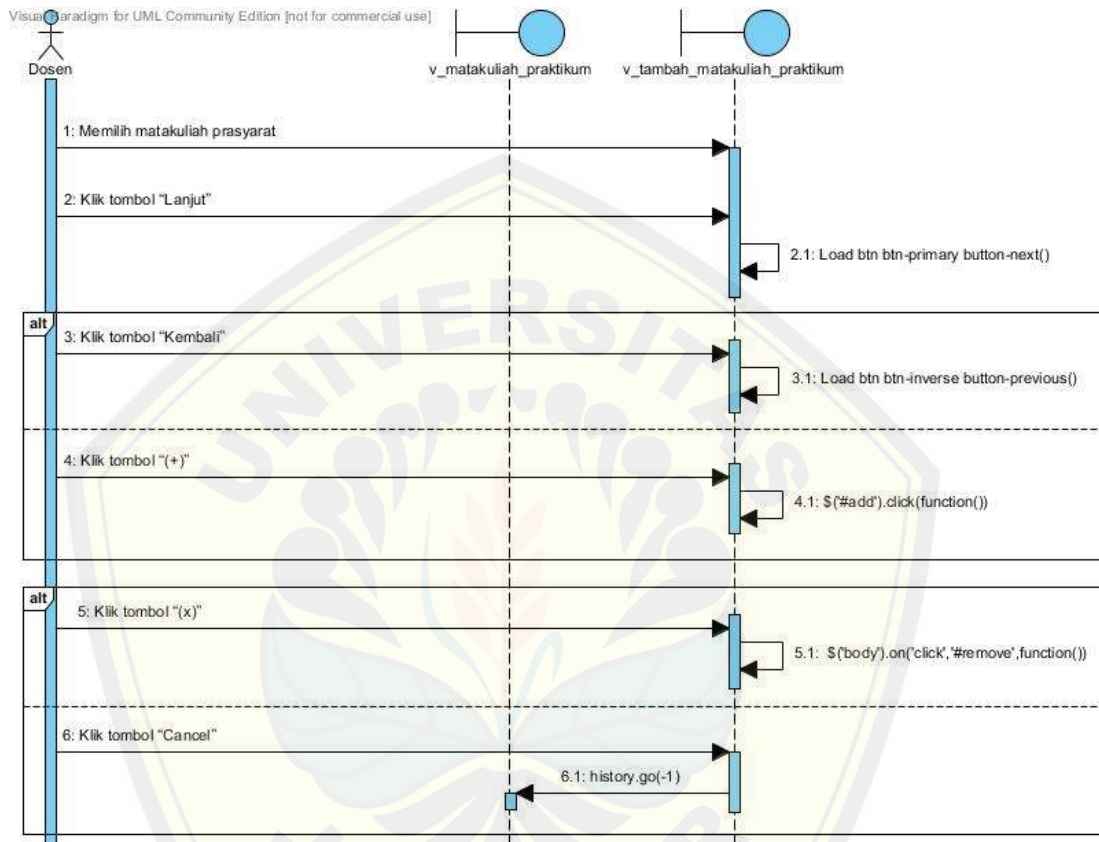 Visual Paradigm for UML Community Edition [not for commercial use]
Dosen
v_matakuliah_praktikum
v_tambah_matakuliah_praktikum
1: Memilih matakuliah prasyarat
2: Klik tombol “Lanjut”
2.1: Load btn btn-primary button-next()
alt
3: Klik tombol “Kembali”
3.1: Load btn btn-inverse button-previous()
4: Klik tombol “(+)”
4.1: $('#add').click(function())
alt
5: Klik tombol “(x)”
5.1: $('body').on('click','#remove',function())
6: Klik tombol “Cancel”
6.1: history.go(-1)
UNIVERSITAS